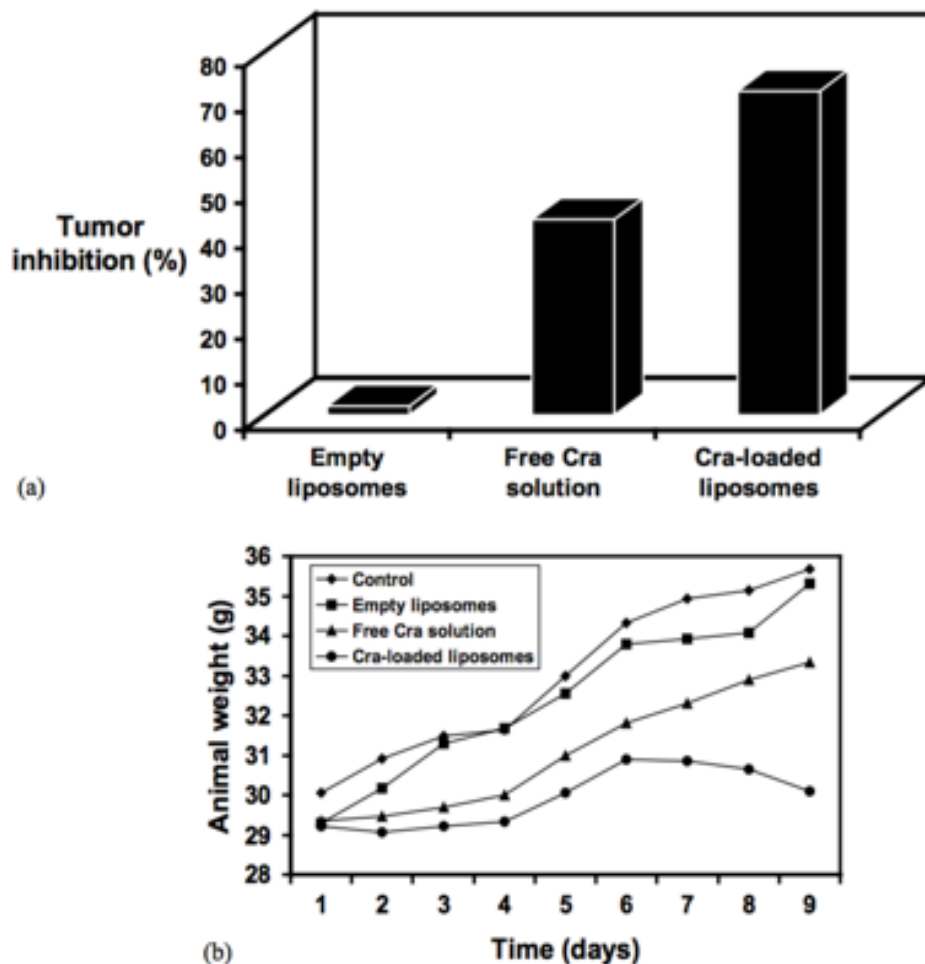 80
70
60
50
40
30
20
10
0
Tumor
inhibition (%)
Empty
liposomes
Free Cra
solution
Cra-loaded
liposomes
(a)
36
35
34
33
32
31
30
29
28
Animal weight (g)
Control
Empty liposomes
Free Cra solution
Cra-loaded liposomes
1 2 3 4 5 6 7 8 9
Time (days)
(b)